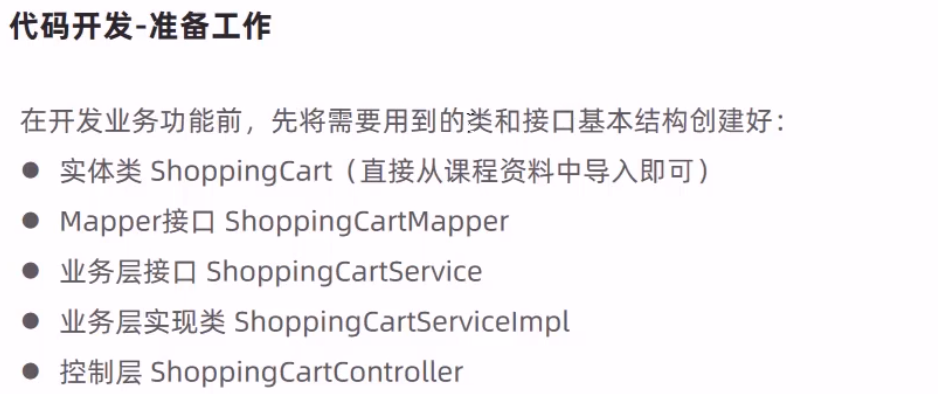 代码开发-准备工作
在开发业务功能前，先将需要用到的类和接口基本结构创建好：
● 实体类 ShoppingCart（直接从课程资料中导入即可）
● Mapper接口 ShoppingCartMapper
● 业务层接口 ShoppingCartService
● 业务层实现类 ShoppingCartServiceImpl
● 控制层 ShoppingCartController